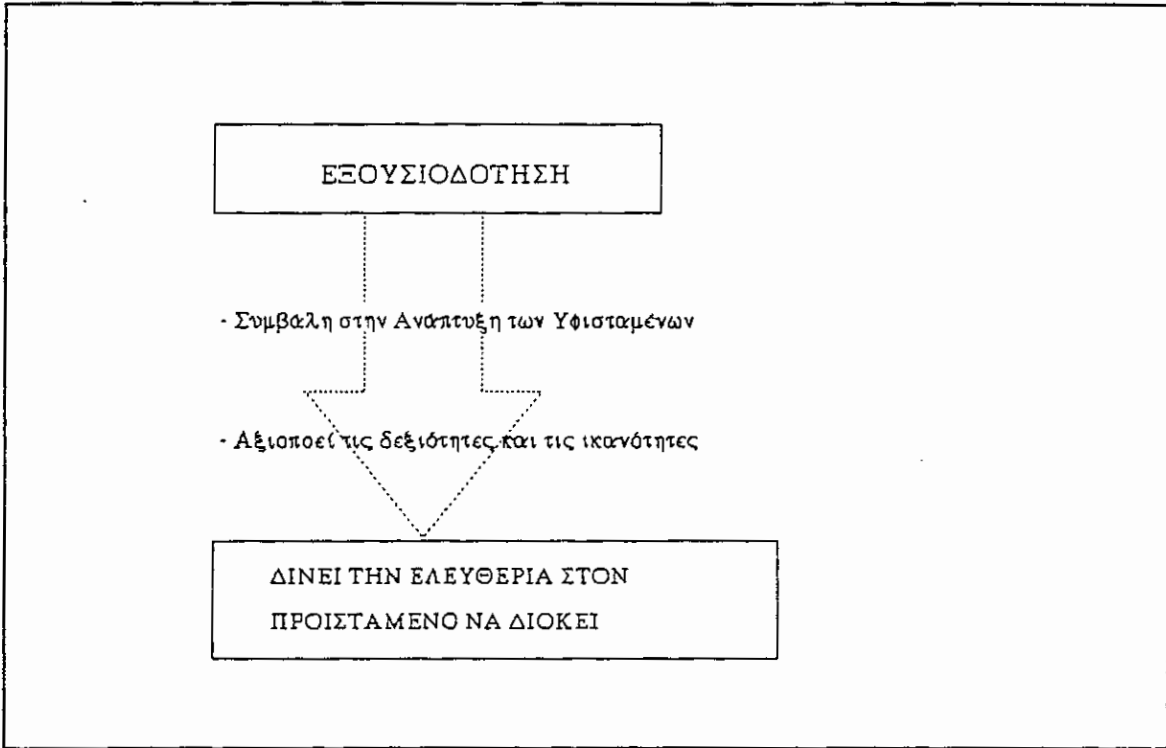 ΕΞΟΥΣΙΟΔΟΤΗΣΗ
- Συμβαλη στην Αναπτυξη των Υφισταμένων
- Αξιοποεί τις δεξιότητες και τις ικανότητες
ΔΙΝΕΙ ΤΗΝ ΕΛΕΥΘΕΡΙΑ ΣΤΟΝ
ΠΡΟΙΣΤΑΜΕΝΟ ΝΑ ΔΙΟΚΕΙ